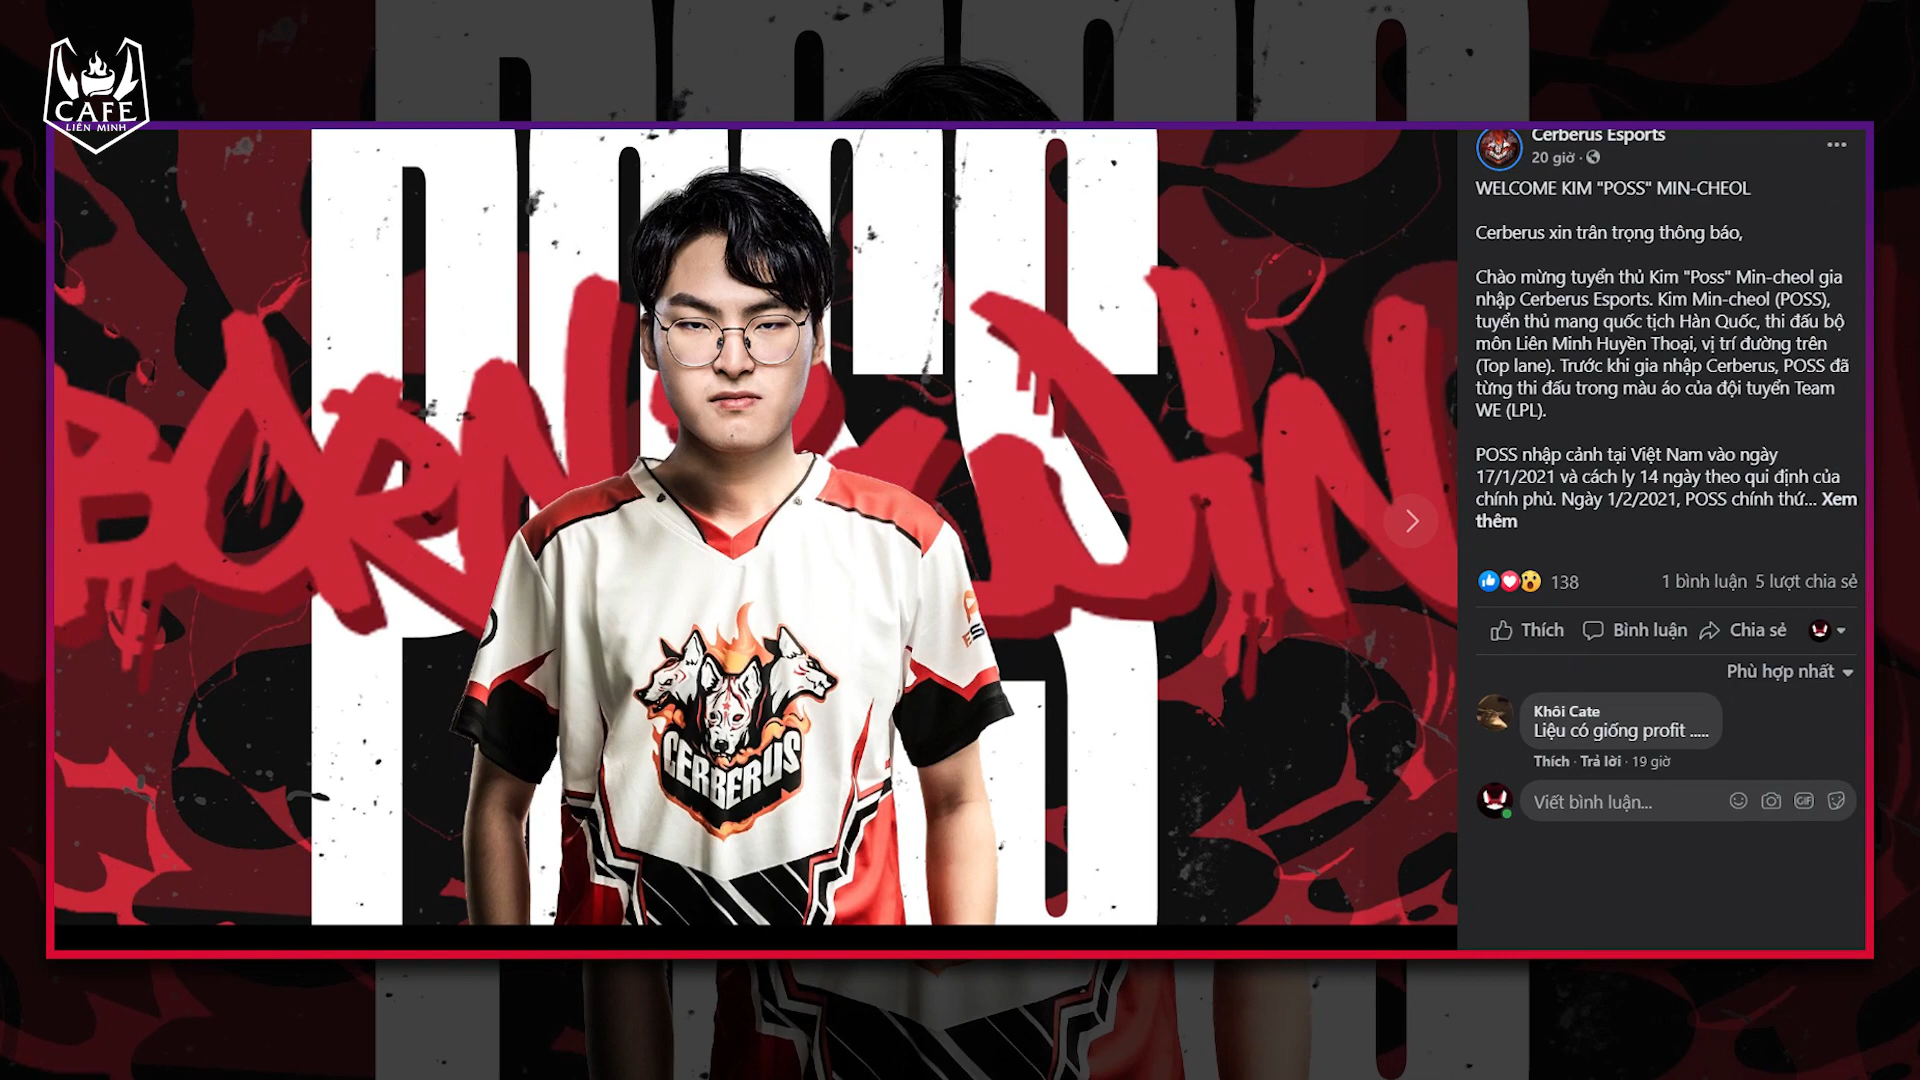 CAFE
LIÊN MINH
POSS
BORN WIN
CERBERUS
Cerberus Esports
20 giờ ·
WELCOME KIM "POSS" MIN-CHEOL
Cerberus xin trân trọng thông báo,
Chào mừng tuyển thủ Kim "Poss" Min-cheol gia
nhập Cerberus Esports. Kim Min-cheol (POSS),
tuyển thủ mang quốc tịch Hàn Quốc, thi đấu bộ
môn Liên Minh Huyền Thoại, vị trí đường trên
(Top lane). Trước khi gia nhập Cerberus, POSS đã
từng thi đấu trong màu áo của đội tuyển Team
WE (LPL).
POSS nhập cảnh tại Việt Nam vào ngày
17/1/2021 và cách ly 14 ngày theo qui định của
chính phủ. Ngày 1/2/2021, POSS chính thứ... Xem
thêm
138 1 bình luận 5 lượt chia sẻ
Thích Bình luận Chia sẻ
Phù hợp nhất
Khôi Cate
Liệu có giống profit .....
Thích · Trả lời · 19 giờ
Viết bình luận... GIF